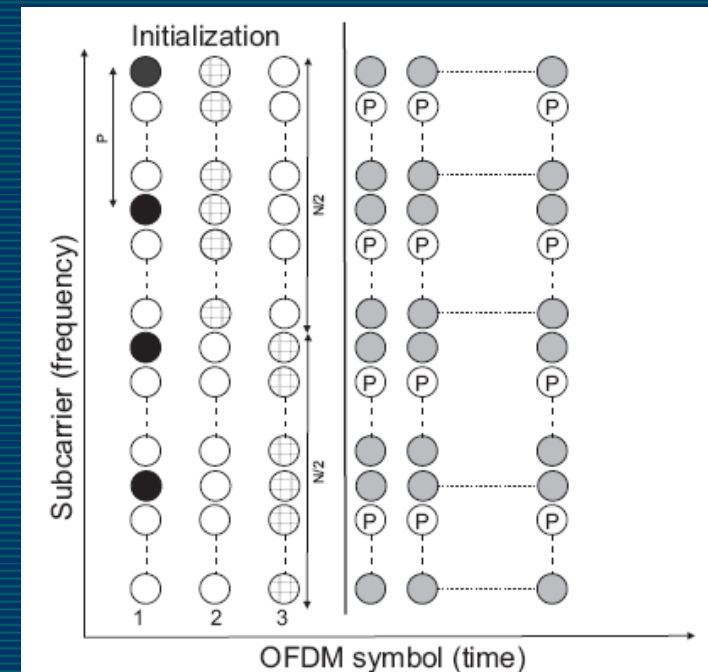 Initialization
P
N/2
N/2
P P P
P P P
P P P
P P P
1 2 3
Subcarrier (frequency)
OFDM symbol (time)